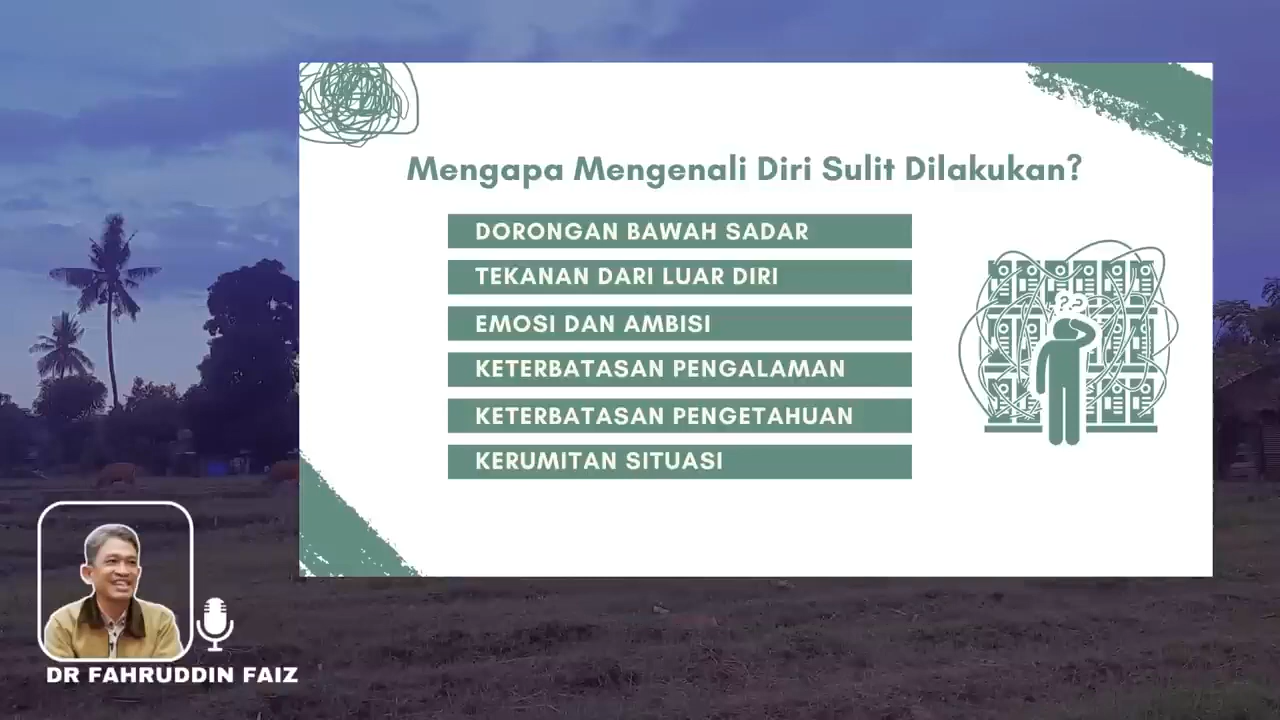 Mengapa Mengenali Diri Sulit Dilakukan?
DORONGAN BAWAH SADAR
TEKANAN DARI LUAR DIRI
EMOSI DAN AMBISI
KETERBATASAN PENGALAMAN
KETERBATASAN PENGETAHUAN
KERUMITAN SITUASI
??
DR FAHRUDDIN FAIZ